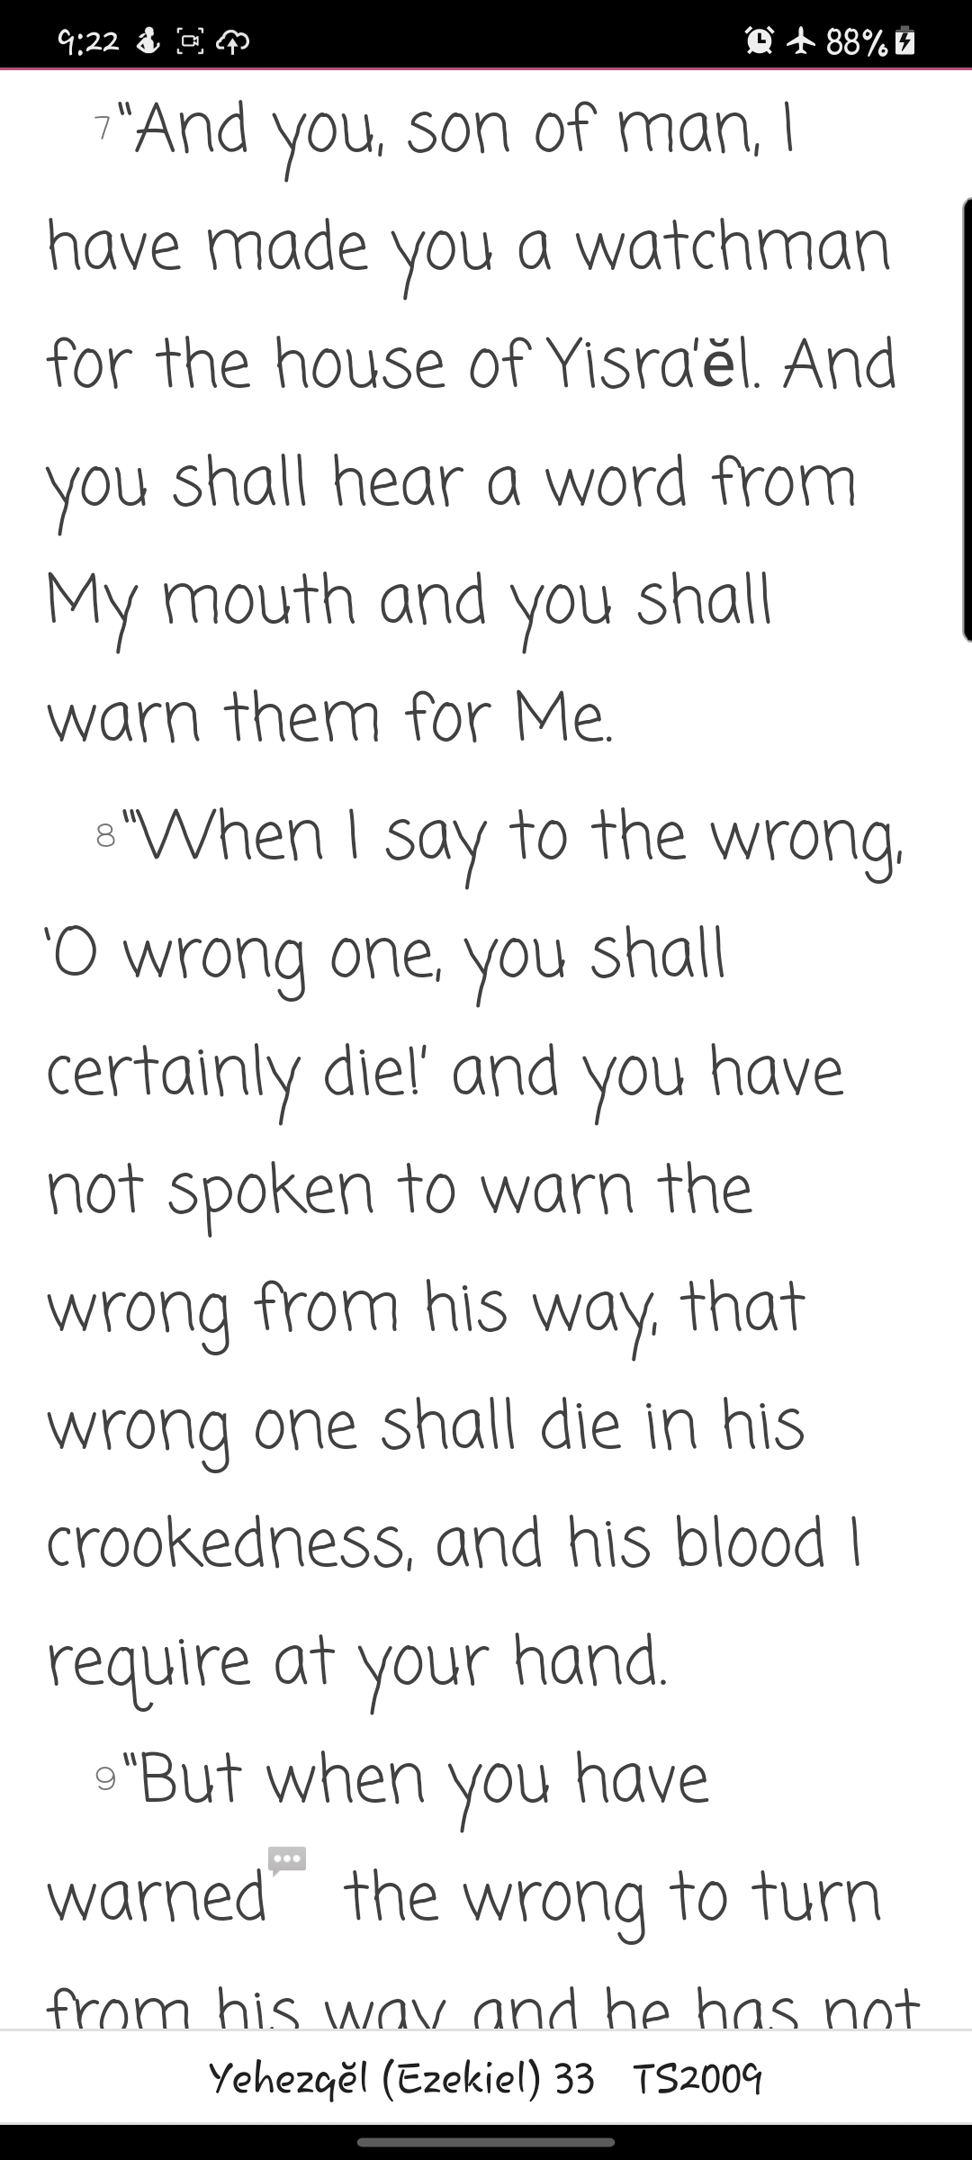 9:22 88%
7 "And you, son of man, I
have made you a watchman
for the house of Yisra'ĕl. And
you shall hear a word from
My mouth and you shall
warn them for Me.
8 "When I say to the wrong,
'O wrong one, you shall
certainly die!' and you have
not spoken to warn the
wrong from his way, that
wrong one shall die in his
crookedness, and his blood I
require at your hand.
9 "But when you have
warned the wrong to turn
from his way and he has not
Yehezqĕl (Ezekiel) 33 TS2009